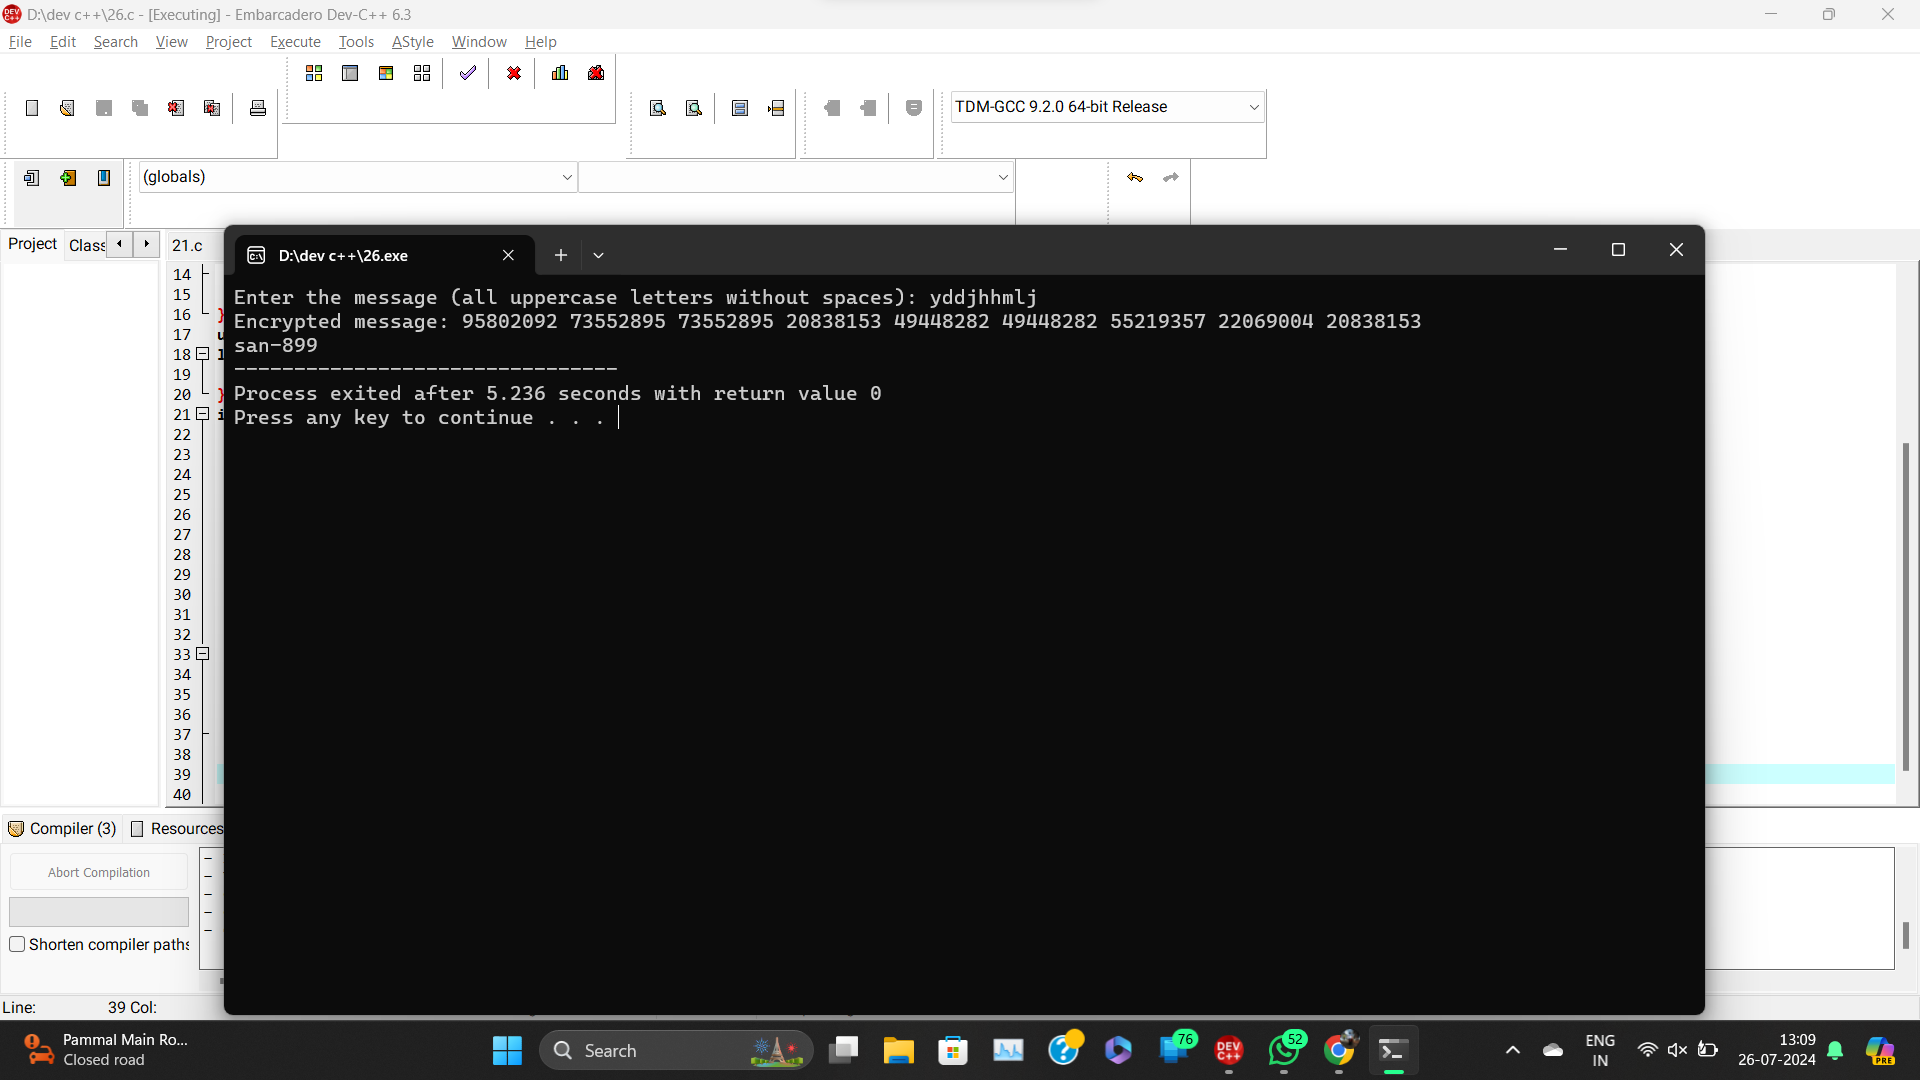 D:\dev c++\26.c - [Executing] - Embarcadero Dev-C++ 6.3
File Edit Search View Project Execute Tools AStyle Window Help
TDM-GCC 9.2.0 64-bit Release
(globals)
Project Class 21.c
D:\dev c++\26.exe
Enter the message (all uppercase letters without spaces): yddjhhmlj
Encrypted message: 95802092 73552895 73552895 20838153 49448282 49448282 55219357 22069004 20838153
san-899
--------------------------------
Process exited after 5.236 seconds with return value 0
Press any key to continue . . .
14
15
16 }
17 u
18 l
19
20 }
21 i
22
23
24
25
26
27
28
29
30
31
32
33
34
35
36
37
38
39
40
Compiler (3) Resources
Abort Compilation
Shorten compiler paths
Line: 39 Col:
Pammal Main Ro...
Closed road
Search
76
DEV C++
52
ENG
IN
13:09
26-07-2024
PRE